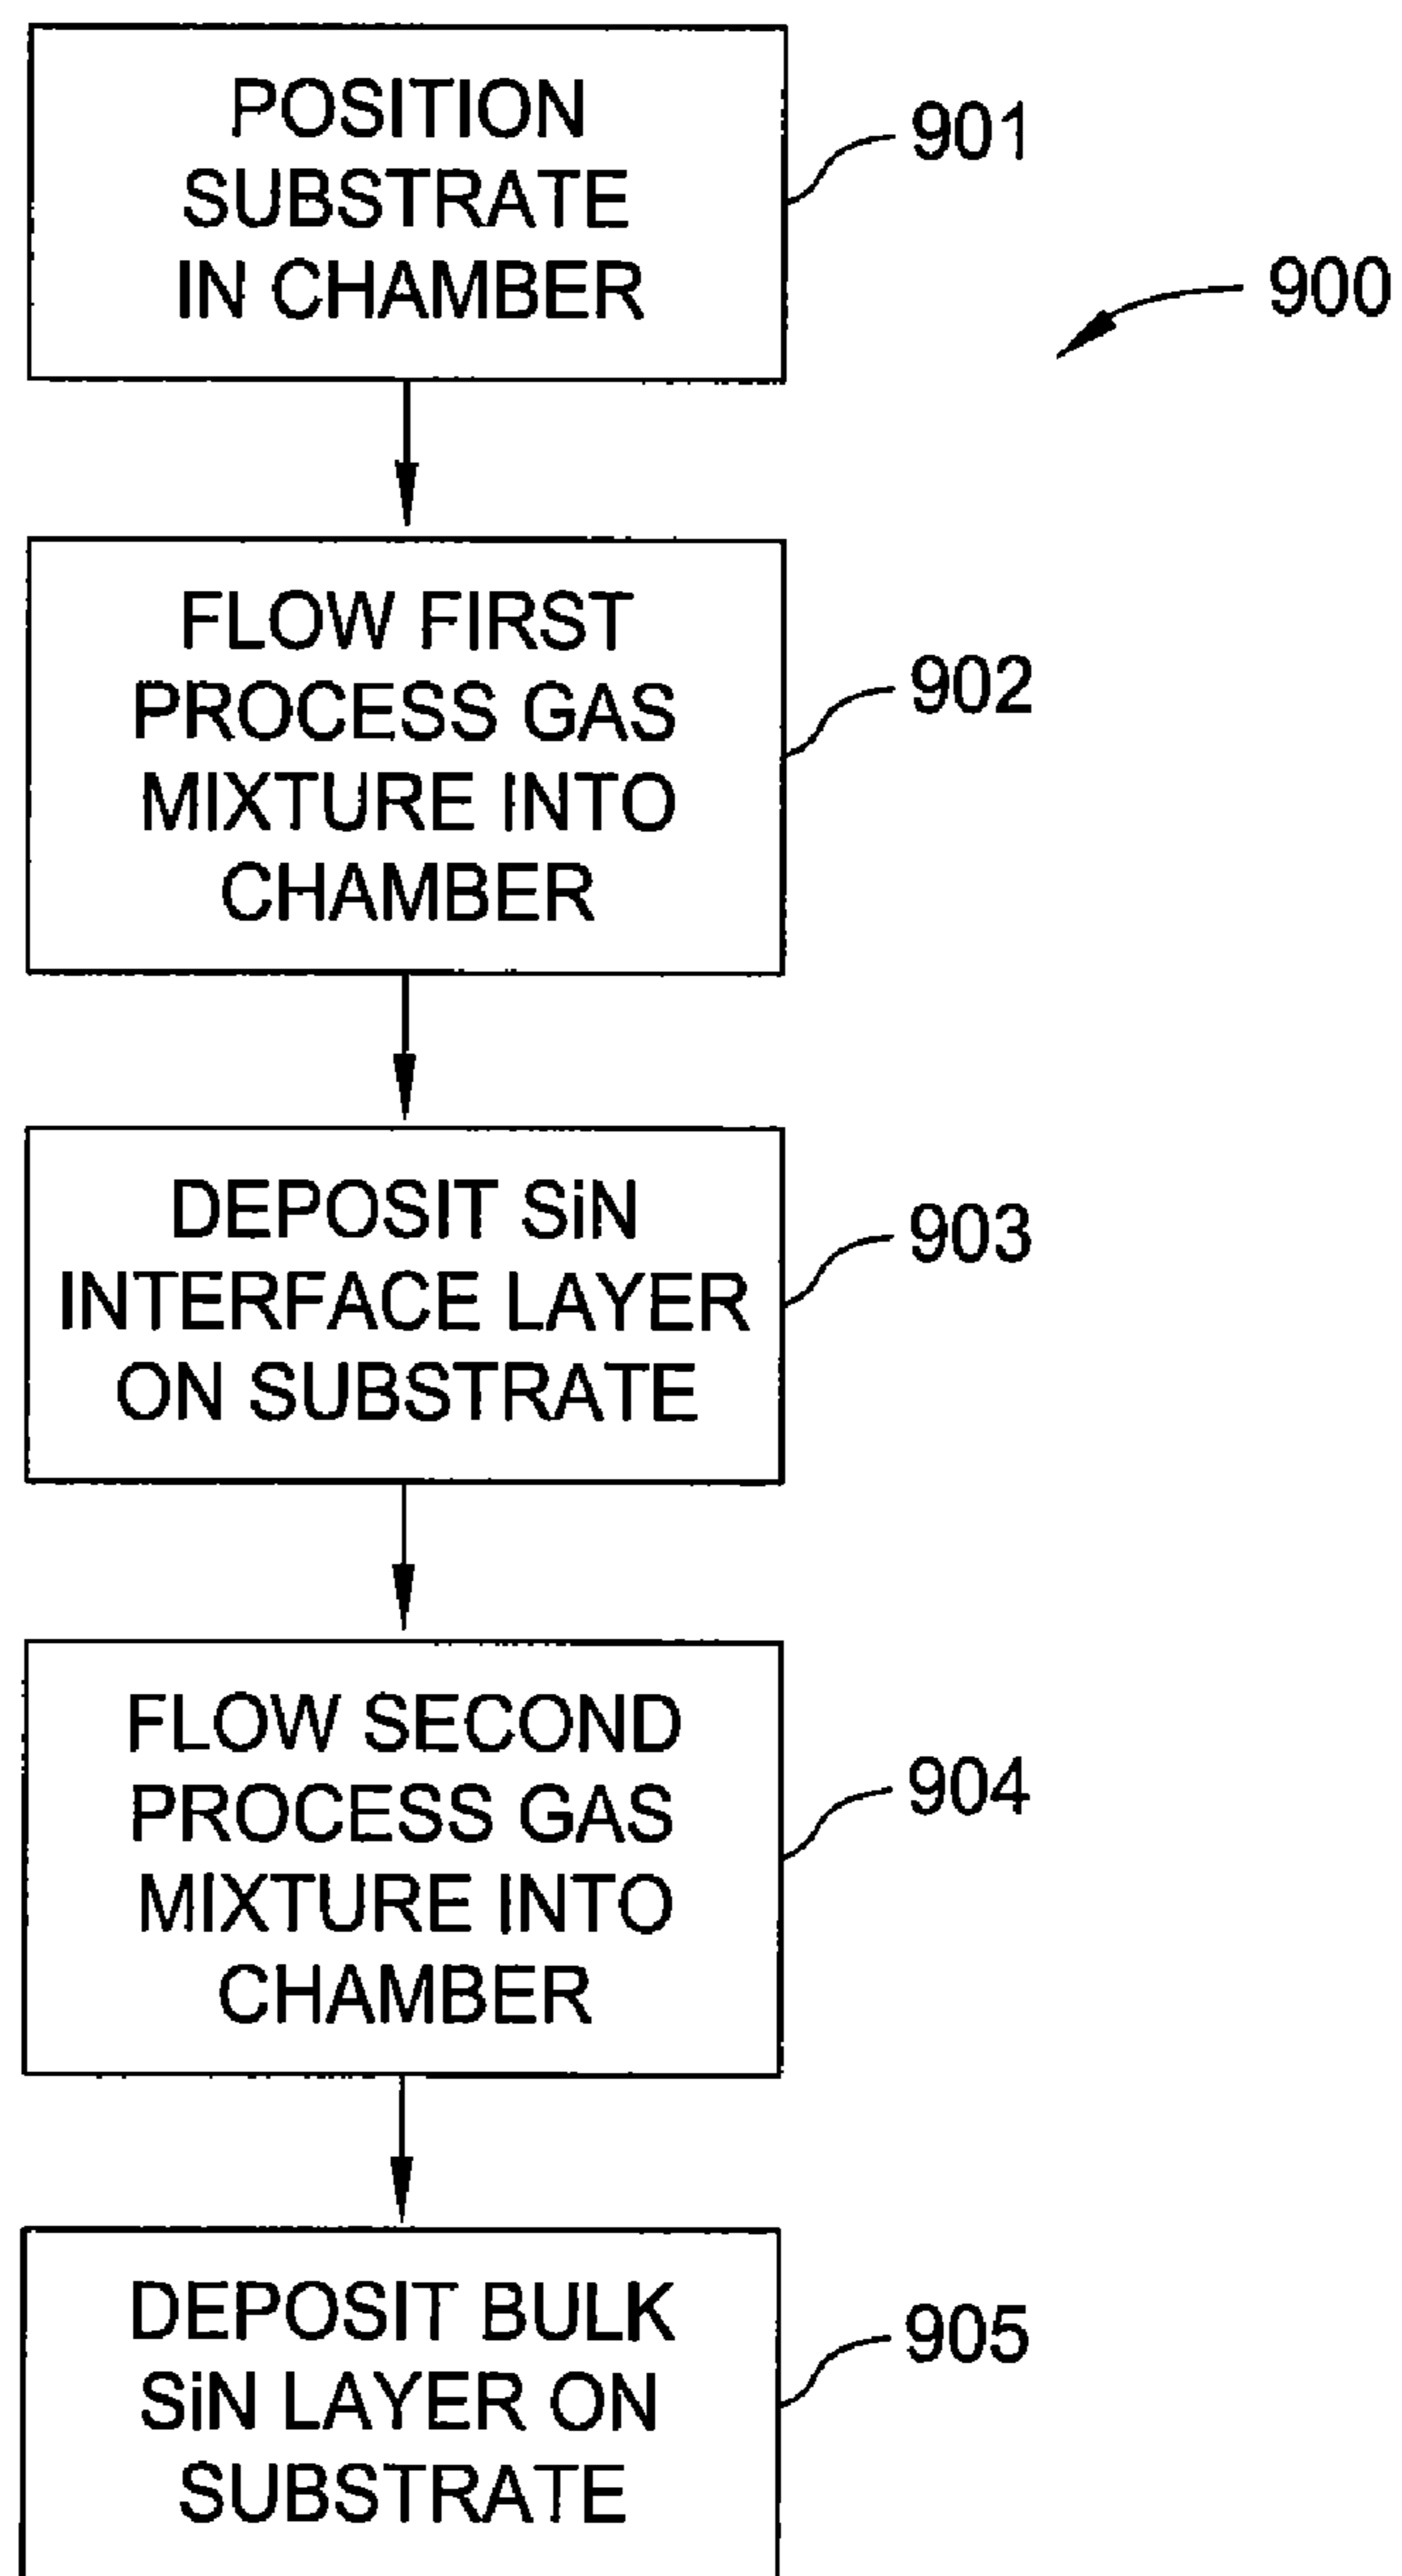 POSITION
SUBSTRATE
IN CHAMBER
901
900
FLOW FIRST
PROCESS GAS
MIXTURE INTO
CHAMBER
902
DEPOSIT SiN
INTERFACE LAYER
ON SUBSTRATE
903
FLOW SECOND
PROCESS GAS
MIXTURE INTO
CHAMBER
904
DEPOSIT BULK
SiN LAYER ON
SUBSTRATE
905